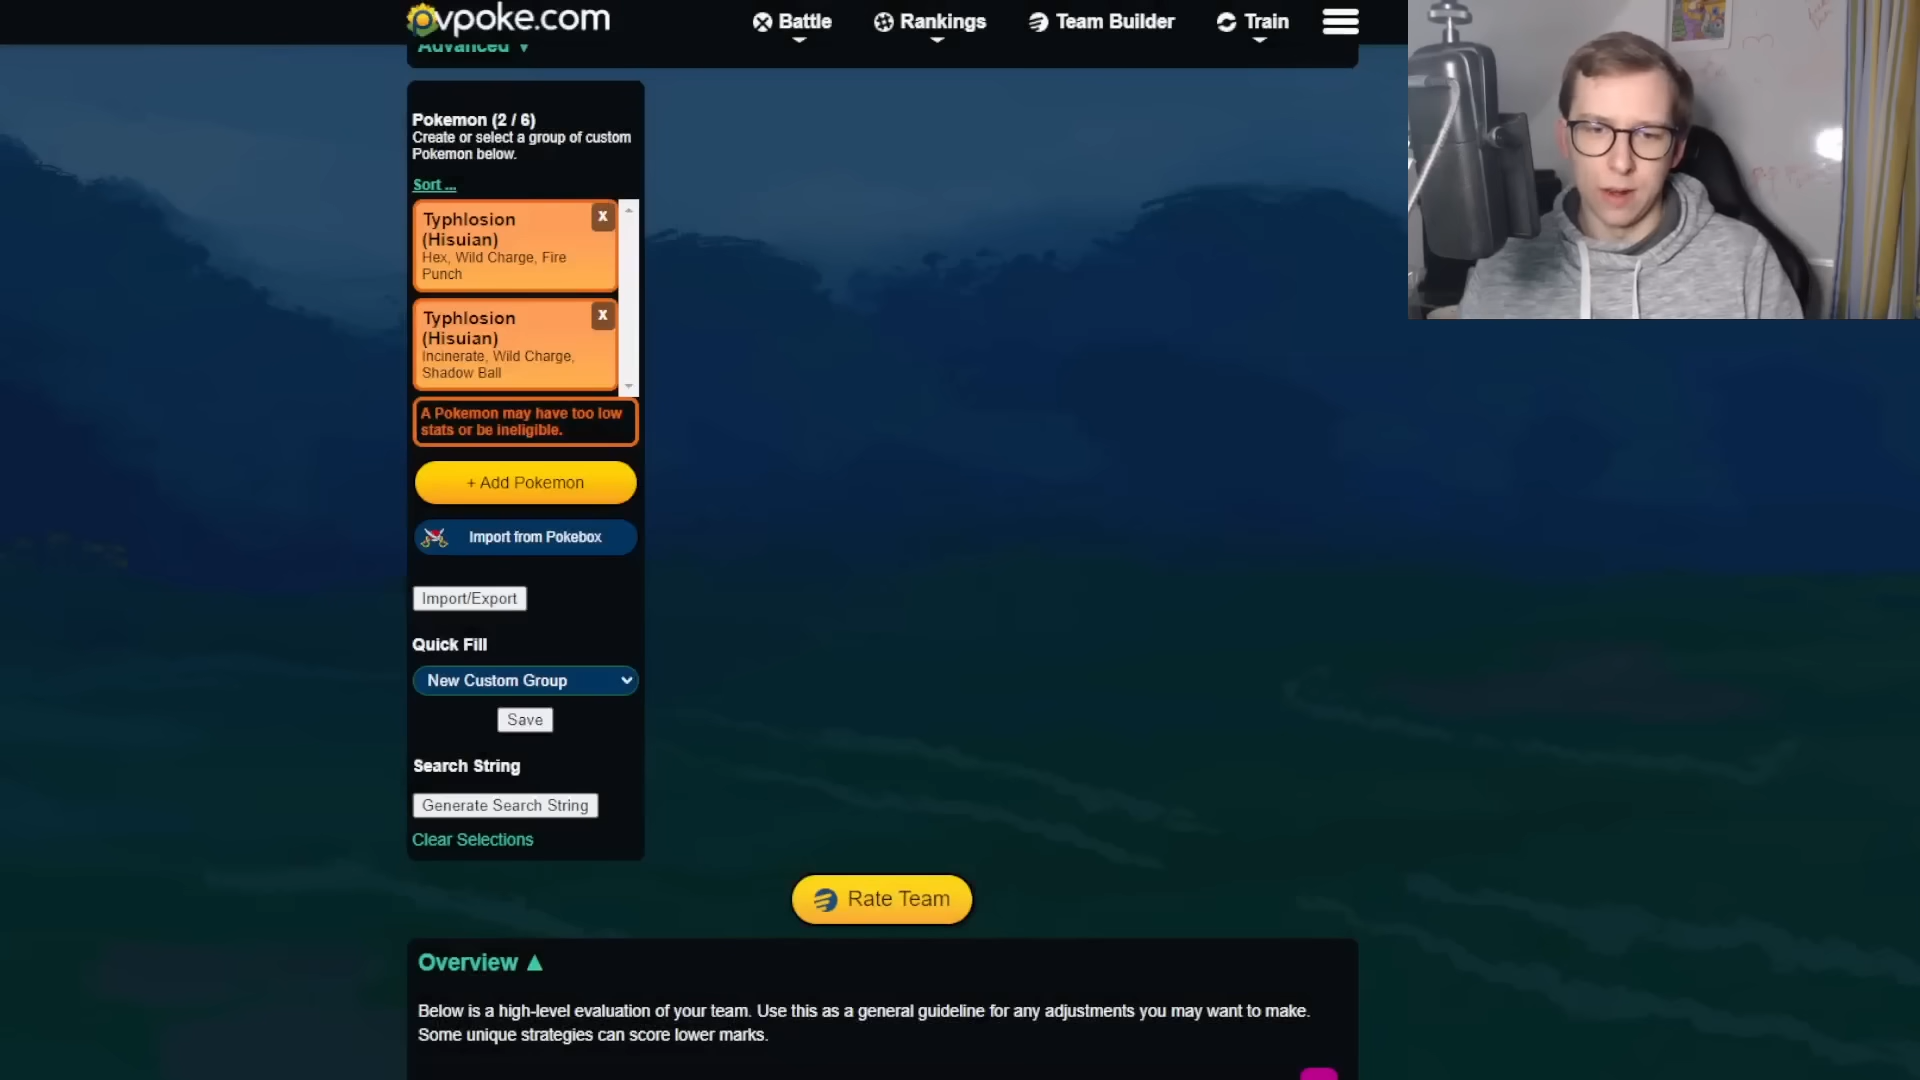 pvpoke.com
Battle
Rankings
Team Builder
Train
Advanced ▼
Pokemon (2 / 6)
Create or select a group of custom
Pokemon below.
Sort ...
Typhlosion
(Hisuian)
X
Hex, Wild Charge, Fire
Punch
Typhlosion
(Hisuian)
X
Incinerate, Wild Charge,
Shadow Ball
A Pokemon may have too low
stats or be ineligible.
+ Add Pokemon
Import from Pokebox
Import/Export
Quick Fill
New Custom Group
Save
Search String
Generate Search String
Clear Selections
Rate Team
Overview ▲
Below is a high-level evaluation of your team. Use this as a general guideline for any adjustments you may want to make.
Some unique strategies can score lower marks.